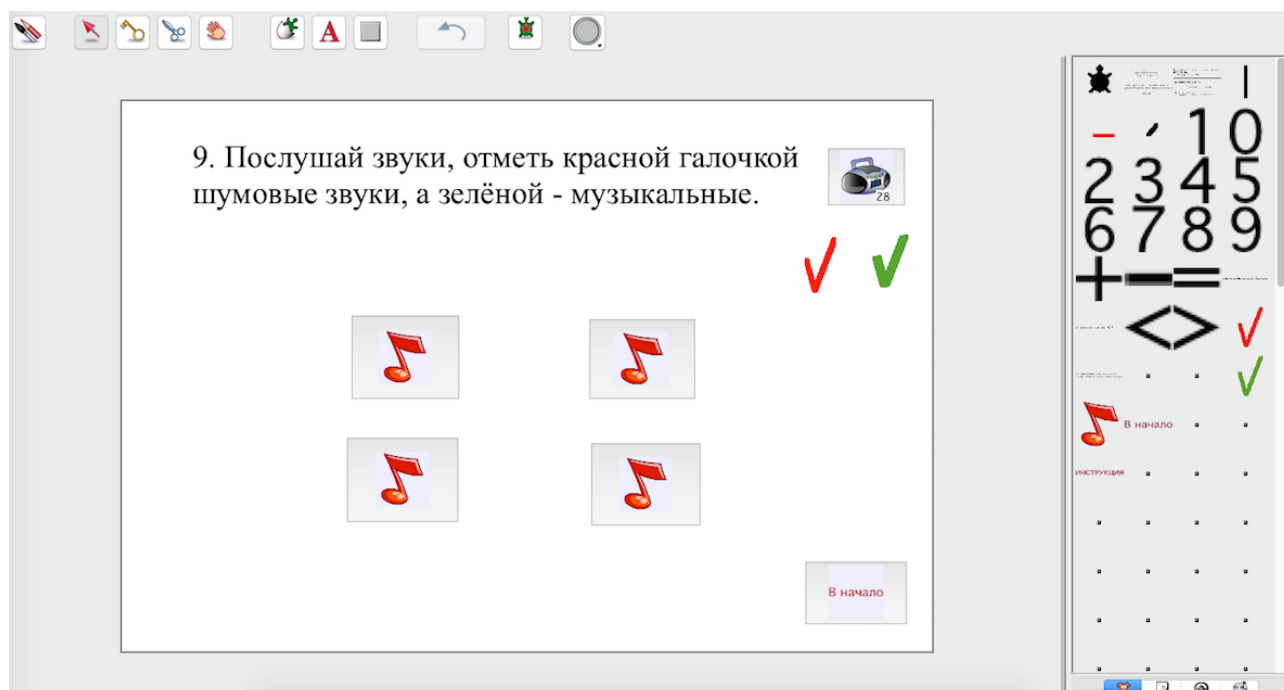 A
9. Послушай звуки, отметь красной галочкой
шумовые звуки, а зелёной - музыкальные.
28
В начало
1 0
2 3 4 5
6 7 8 9
+ - =
< >
В начало
ИНСТРУКЦИЯ